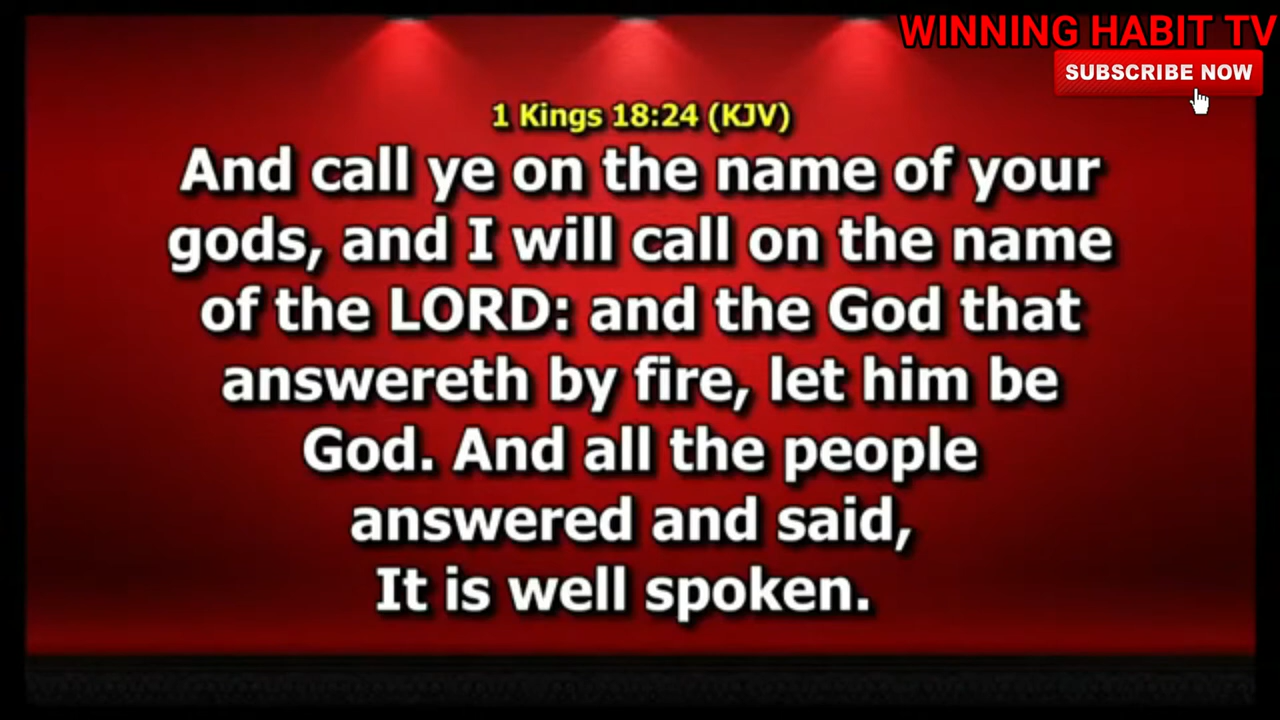 WINNING HABIT TV
SUBSCRIBE NOW
1 Kings 18:24 (KJV)
And call ye on the name of your
gods, and I will call on the name
of the LORD: and the God that
answereth by fire, let him be
God. And all the people
answered and said,
It is well spoken.